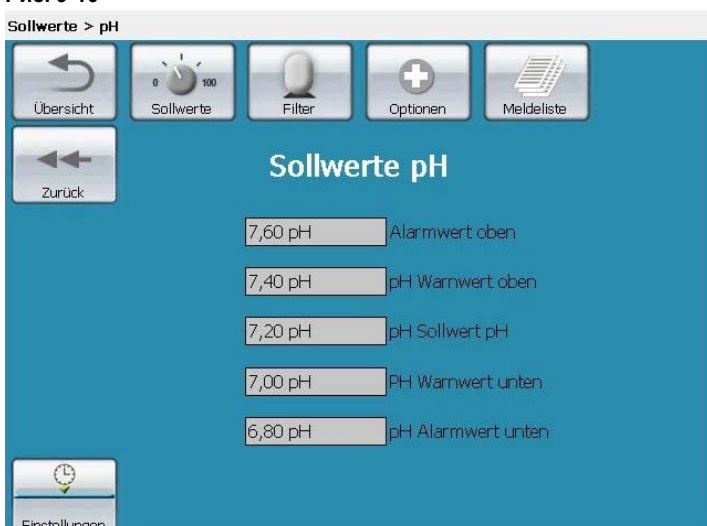 Sollwerte > pH
0 100
Übersicht Sollwerte Filter Optionen Meldeliste
Zurück
Sollwerte pH
7,60 pH Alarmwert oben
7,40 pH pH Warnwert oben
7,20 pH pH Sollwert pH
7,00 pH PH Warnwert unten
6,80 pH pH Alarmwert unten
Einstellungen